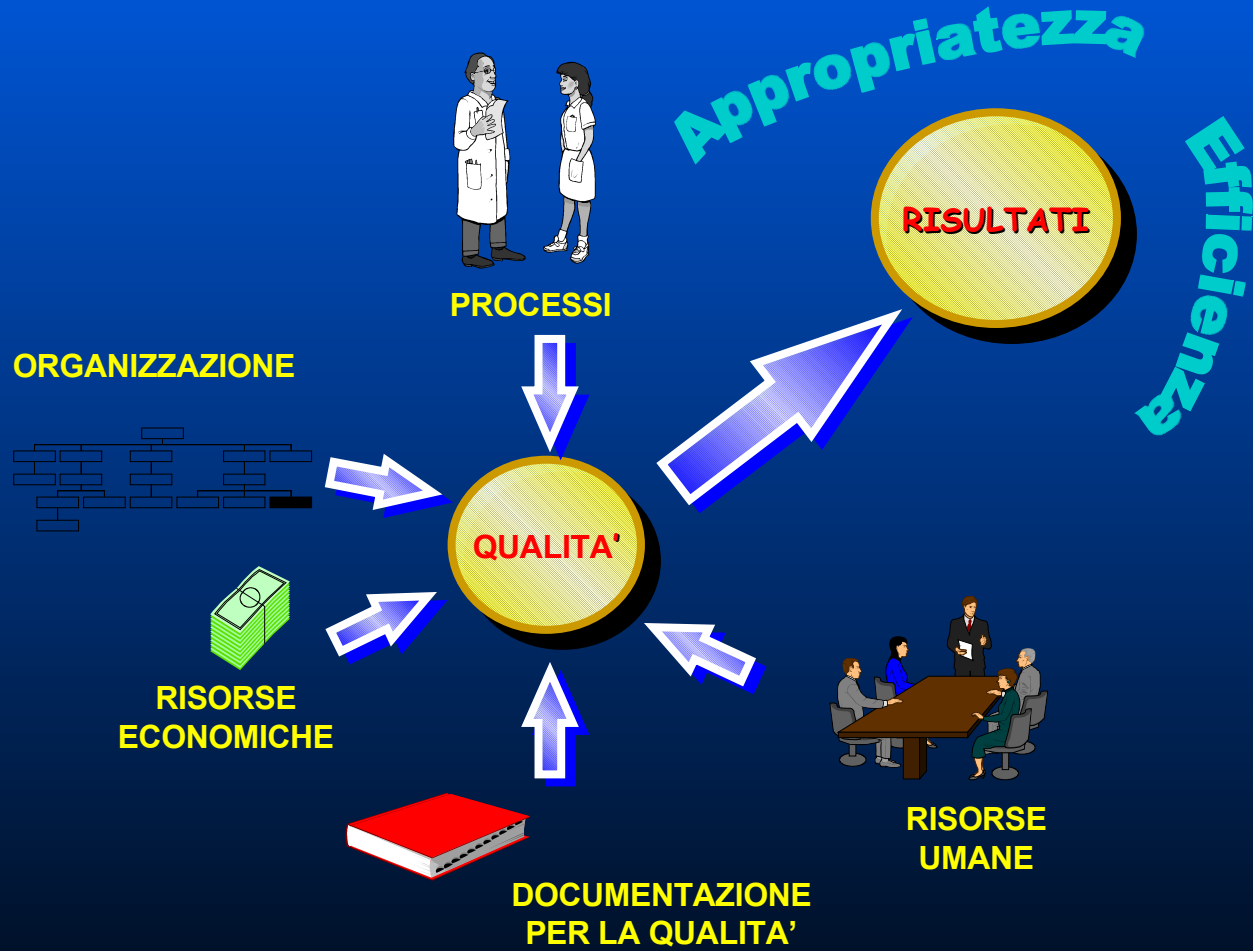 Appropriatezza
Efficienza
RISULTATI
PROCESSI
ORGANIZZAZIONE
QUALITA'
RISORSE
ECONOMICHE
RISORSE
UMANE
DOCUMENTAZIONE
PER LA QUALITA’